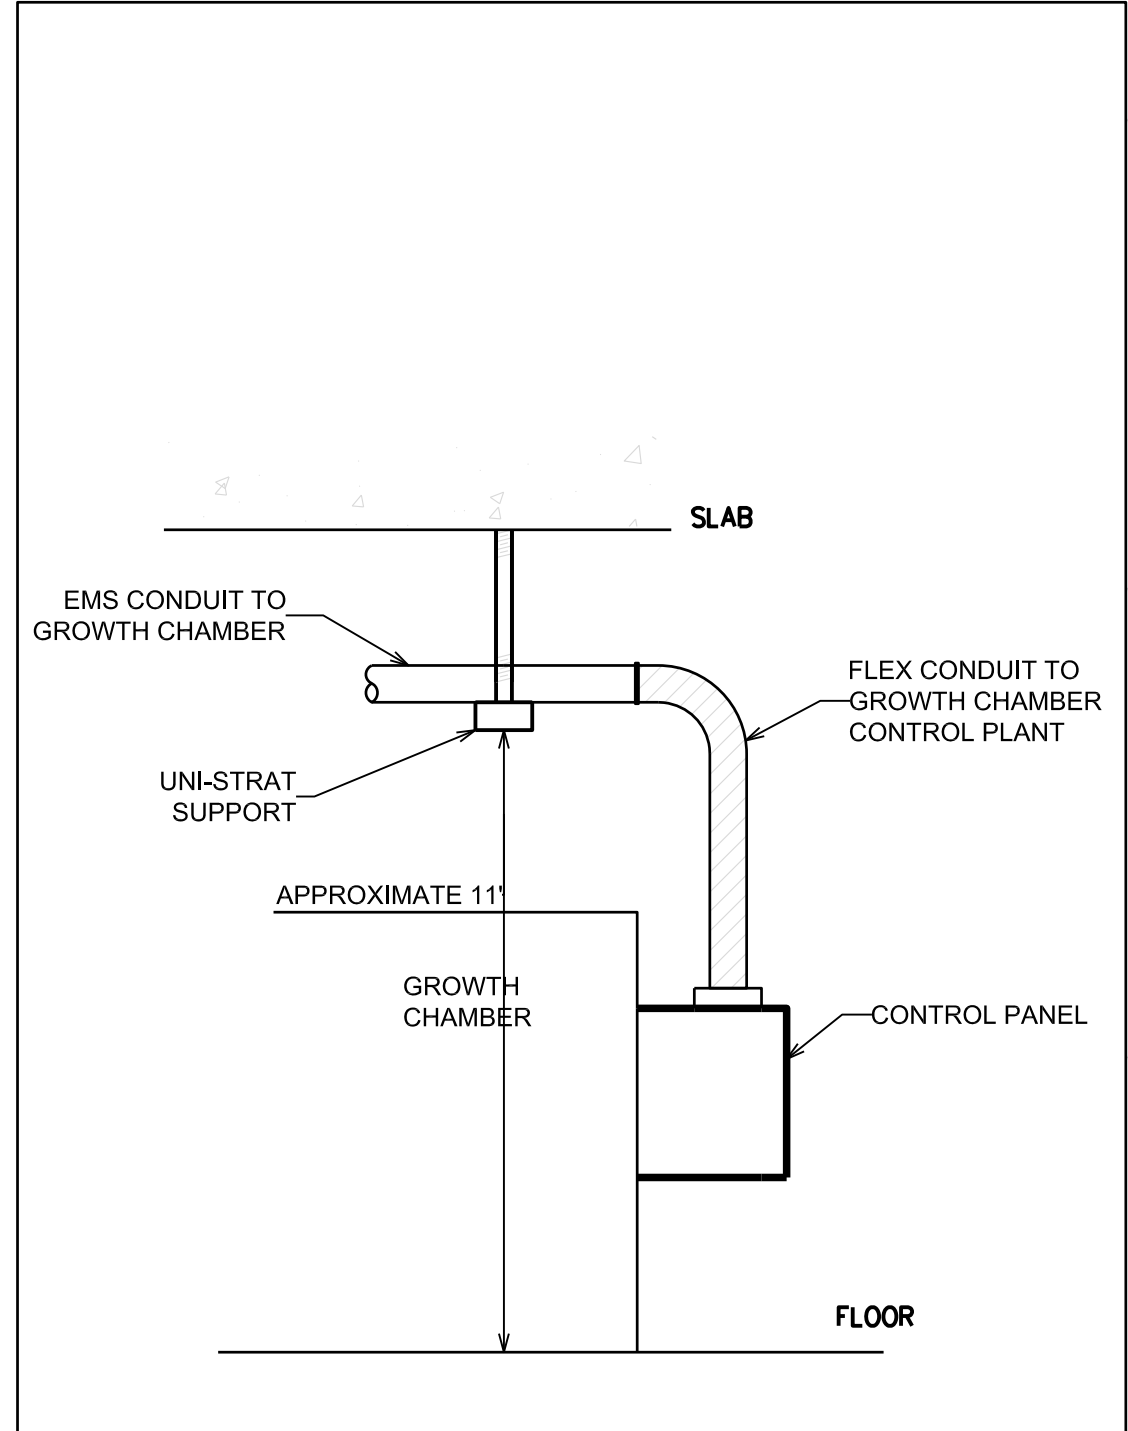 SLAB
EMS CONDUIT TO
GROWTH CHAMBER
FLEX CONDUIT TO
GROWTH CHAMBER
CONTROL PLANT
UNI-STRAT
SUPPORT
APPROXIMATE 11'
GROWTH
CHAMBER
CONTROL PANEL
FLOOR